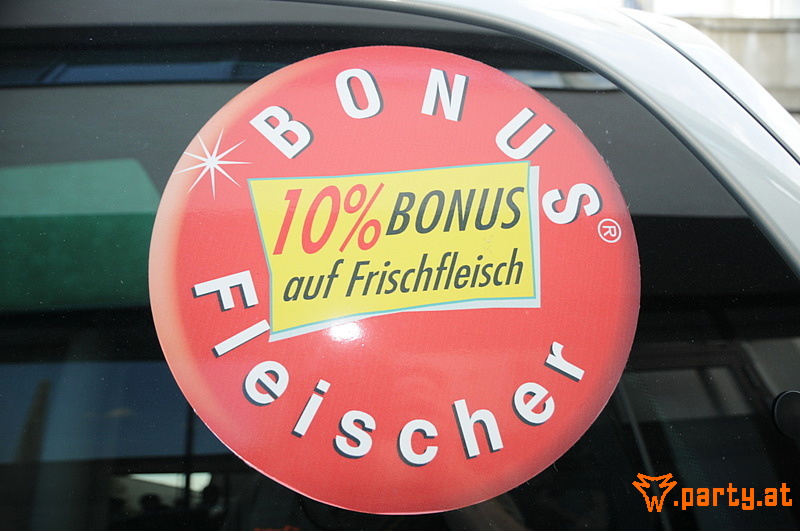 BONUS®
10% BONUS
auf Frischfleisch
Fleischer
w.party.at